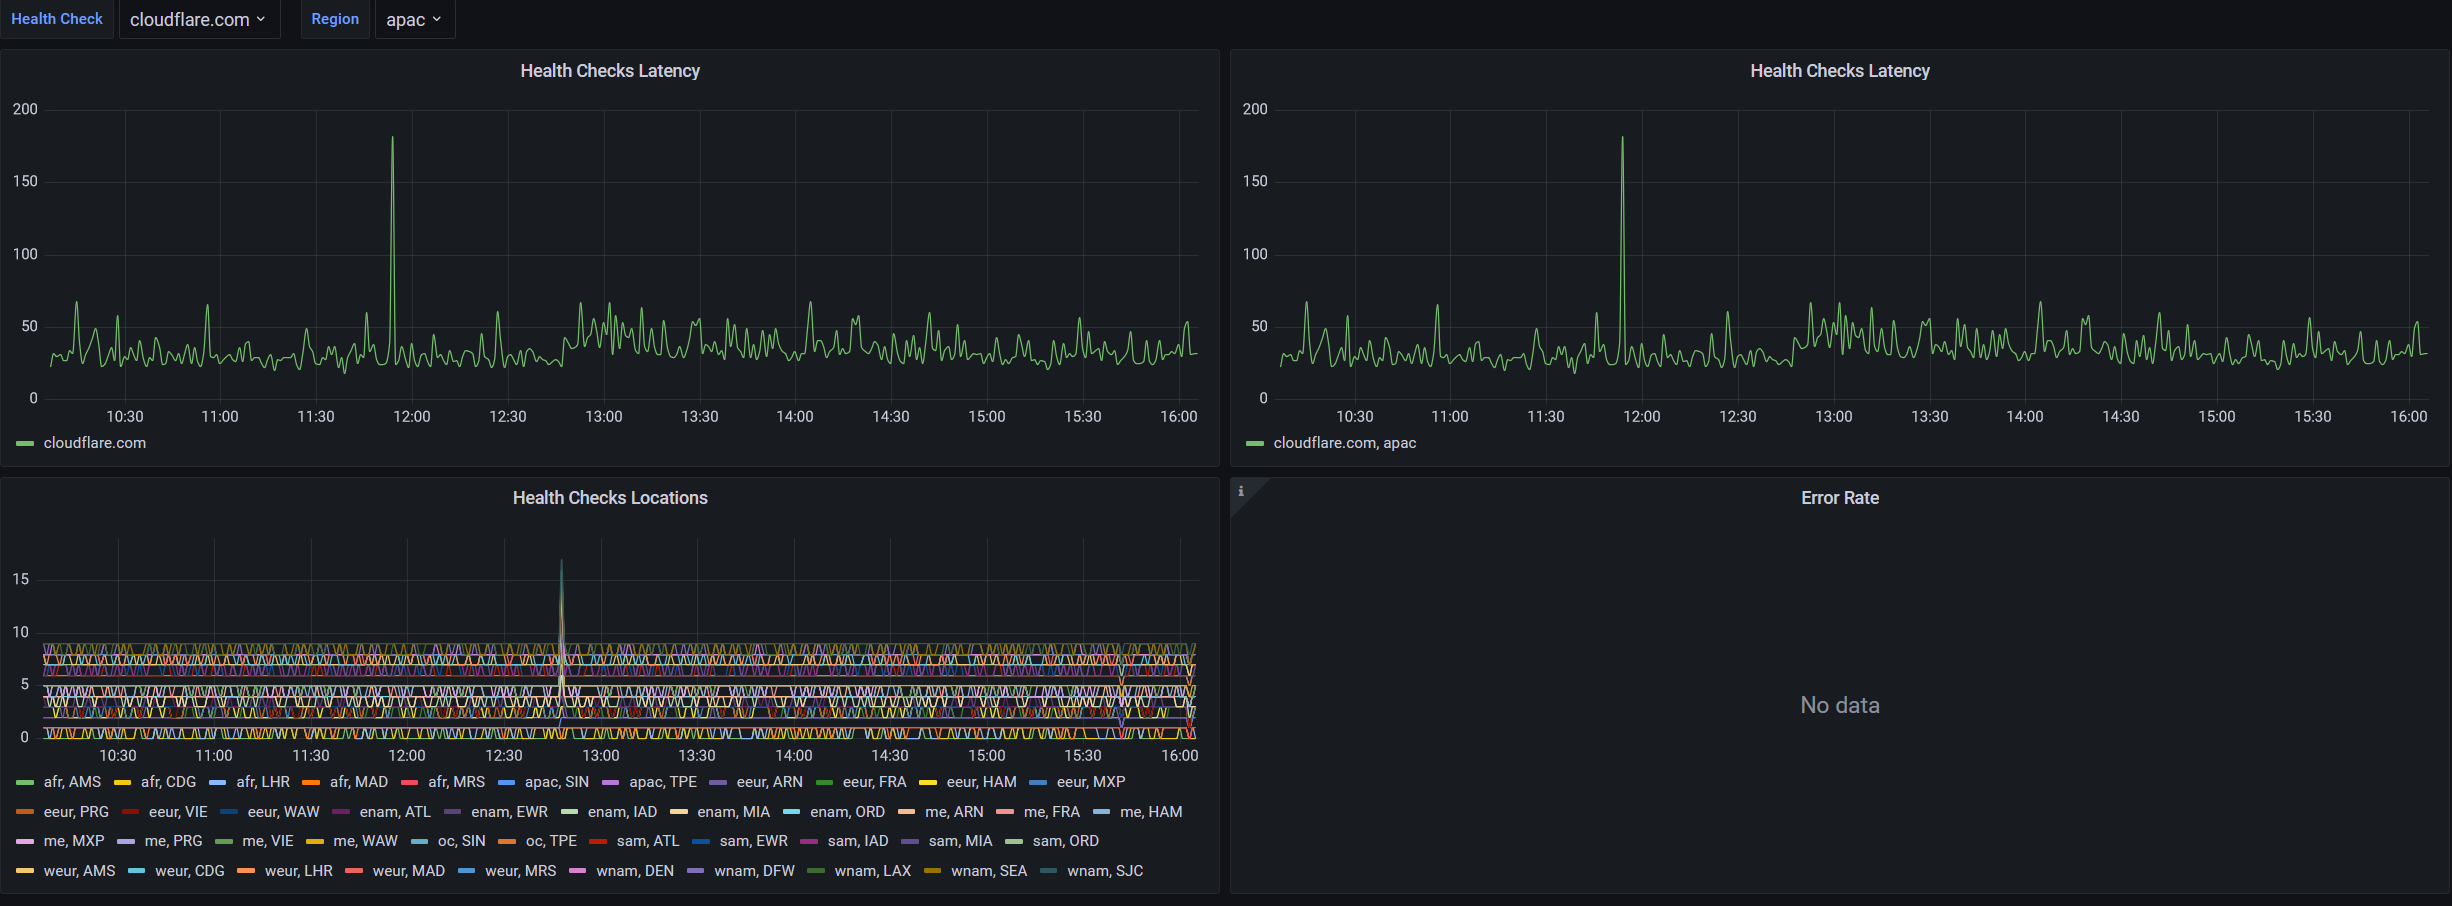 Health Check cloudflare.com Region apac
Health Checks Latency
200
150
100
50
0
10:30 11:00 11:30 12:00 12:30 13:00 13:30 14:00 14:30 15:00 15:30 16:00
cloudflare.com
Health Checks Latency
200
150
100
50
0
10:30 11:00 11:30 12:00 12:30 13:00 13:30 14:00 14:30 15:00 15:30 16:00
cloudflare.com, apac
Health Checks Locations
15
10
5
0
10:30 11:00 11:30 12:00 12:30 13:00 13:30 14:00 14:30 15:00 15:30 16:00
afr, AMS afr, CDG afr, LHR afr, MAD afr, MRS apac, SIN apac, TPE eeur, ARN eeur, FRA eeur, HAM eeur, MXP
eeur, PRG eeur, VIE eeur, WAW enam, ATL enam, EWR enam, IAD enam, MIA enam, ORD me, ARN me, FRA me, HAM
me, MXP me, PRG me, VIE me, WAW oc, SIN oc, TPE sam, ATL sam, EWR sam, IAD sam, MIA sam, ORD
weur, AMS weur, CDG weur, LHR weur, MAD weur, MRS wnam, DEN wnam, DFW wnam, LAX wnam, SEA wnam, SJC
i
Error Rate
No data